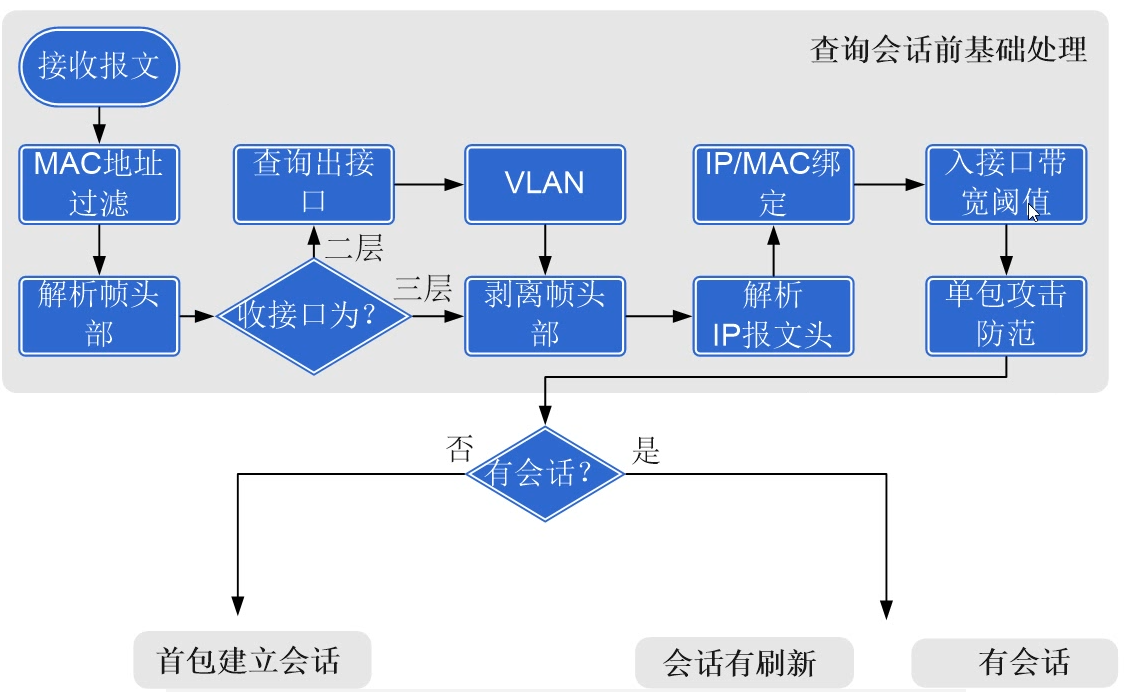 查询会话前基础处理
接收报文
MAC地址
过滤
查询出接
口
VLAN
IP/MAC绑
定
入接口带
宽阈值
二层
三层
解析帧头
部
收接口为？
剥离帧头
部
解析
IP报文头
单包攻击
防范
否
是
有会话？
首包建立会话
会话有刷新
有会话